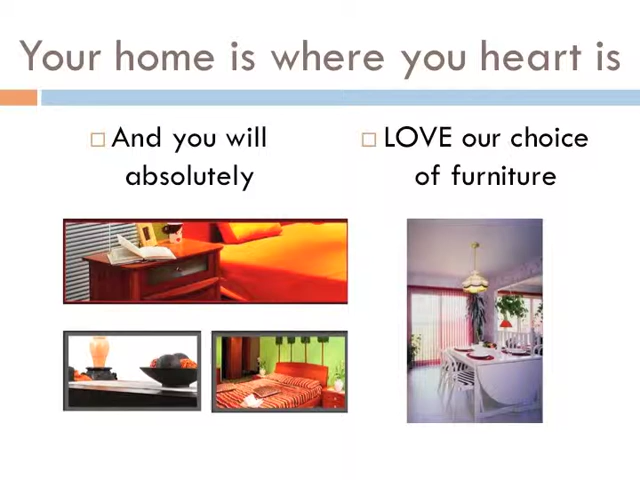 Your home is where you heart is
And you will
absolutely
LOVE our choice
of furniture